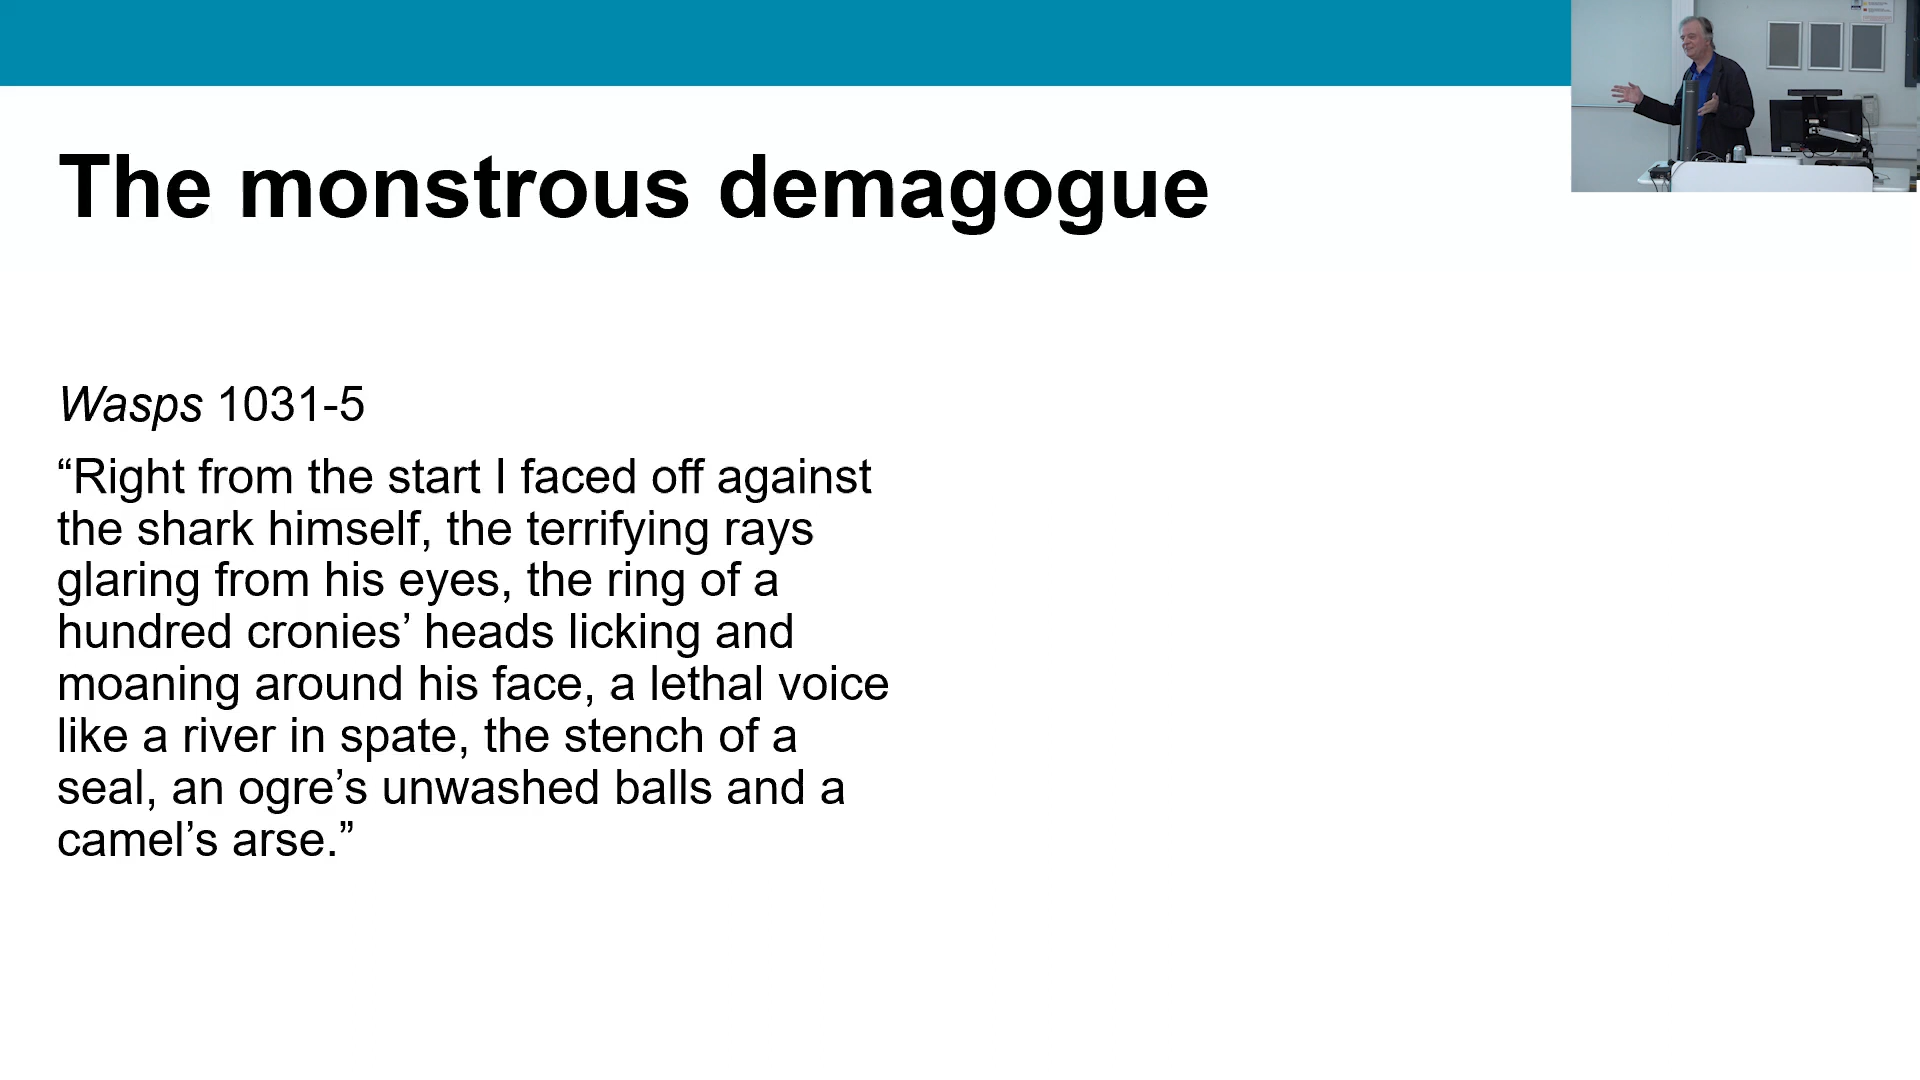 The monstrous demagogue
Wasps 1031-5
“Right from the start I faced off against
the shark himself, the terrifying rays
glaring from his eyes, the ring of a
hundred cronies’ heads licking and
moaning around his face, a lethal voice
like a river in spate, the stench of a
seal, an ogre’s unwashed balls and a
camel’s arse.”